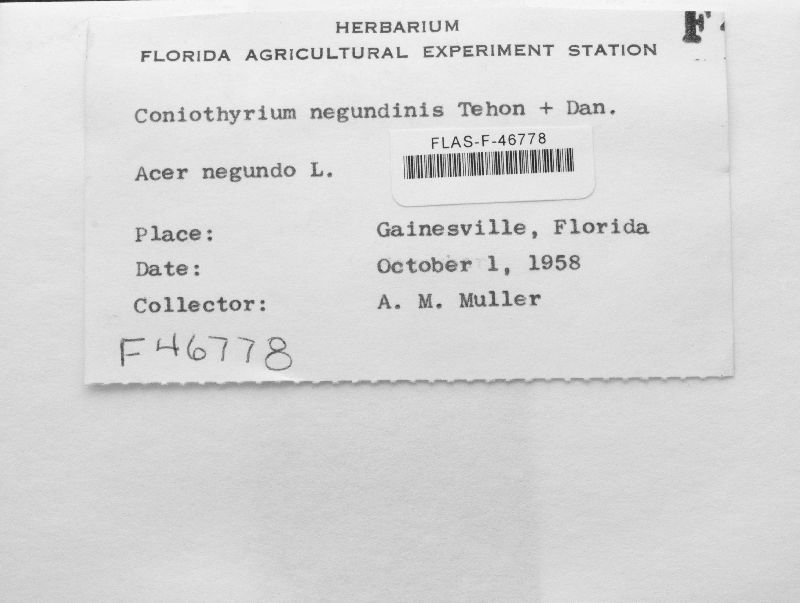 HERBARIUM
FLORIDA AGRICULTURAL EXPERIMENT STATION
Coniothyrium negundinis Tehon + Dan.
FLAS-F-46778
Acer negundo L.
Place: Gainesville, Florida
Date: October 1, 1958
Collector: A. M. Muller
F46778